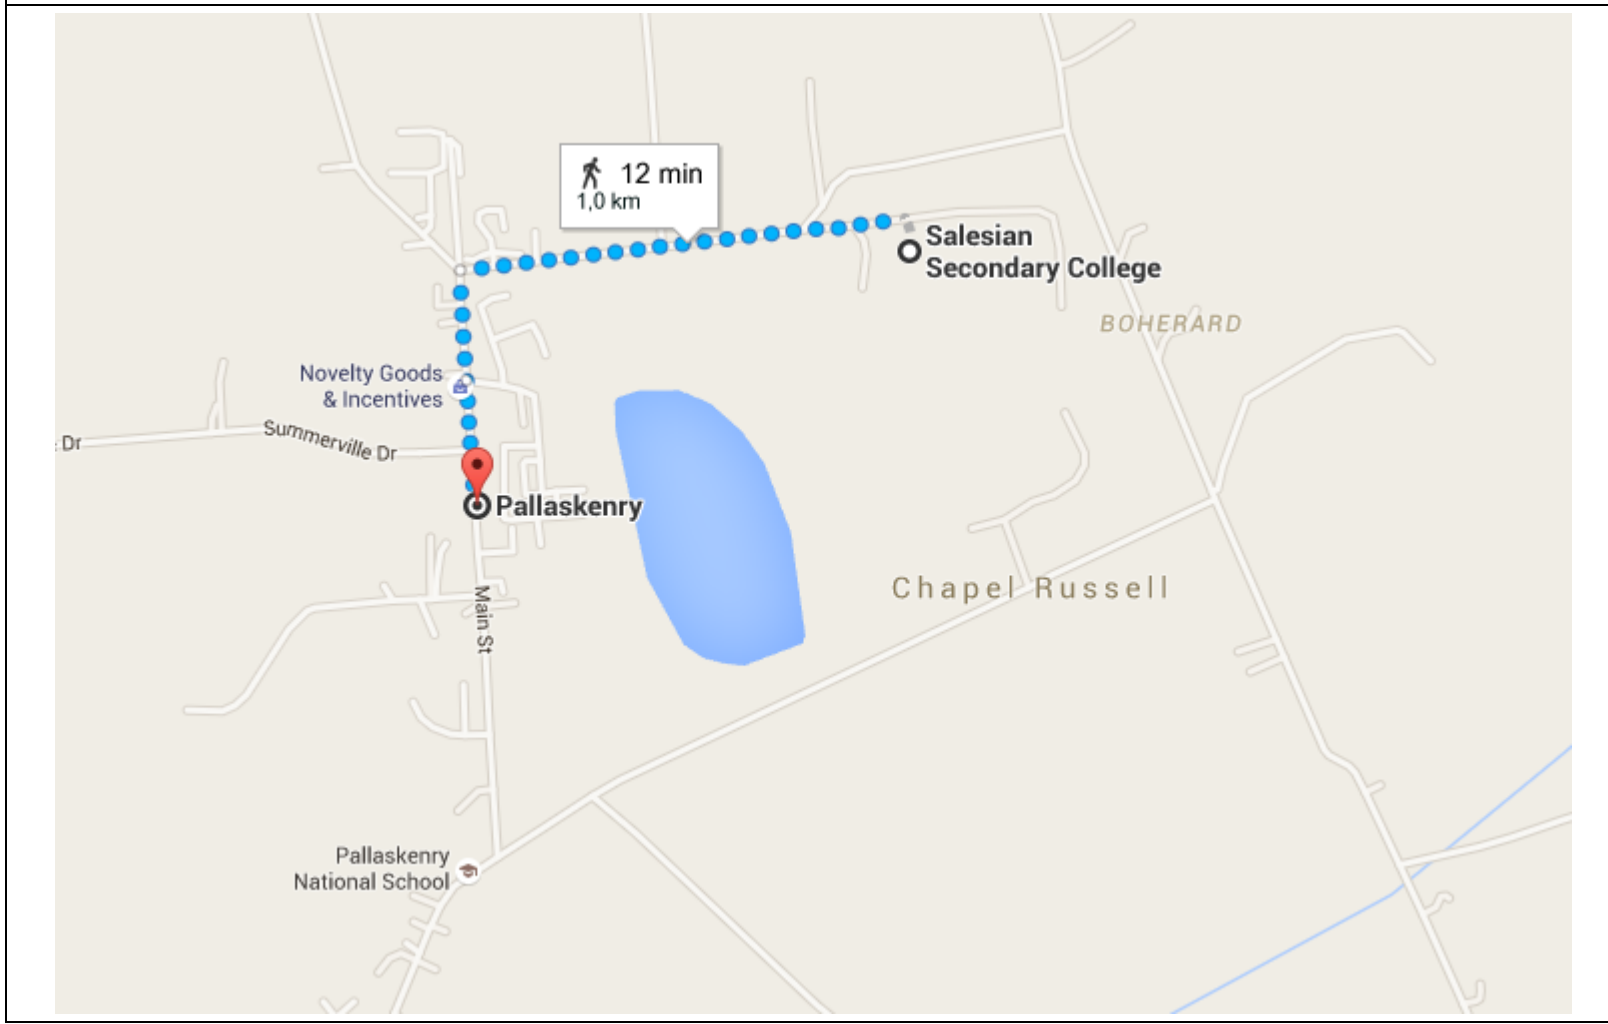 12 min
1,0 km
Salesian
Secondary College
BOHERARD
Novelty Goods
& Incentives
Summerville Dr
Dr
Pallaskenry
Chapel Russell
Main St
Pallaskenry
National School